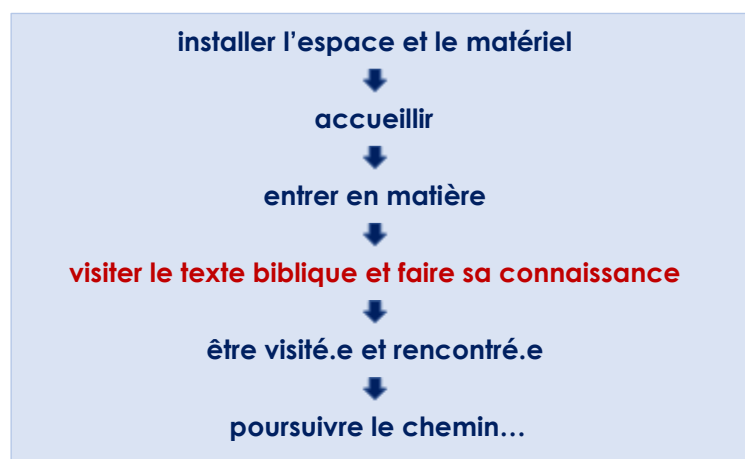 installer l’espace et le matériel
accueillir
entrer en matière
visiter le texte biblique et faire sa connaissance
être visité.e et rencontré.e
poursuivre le chemin…